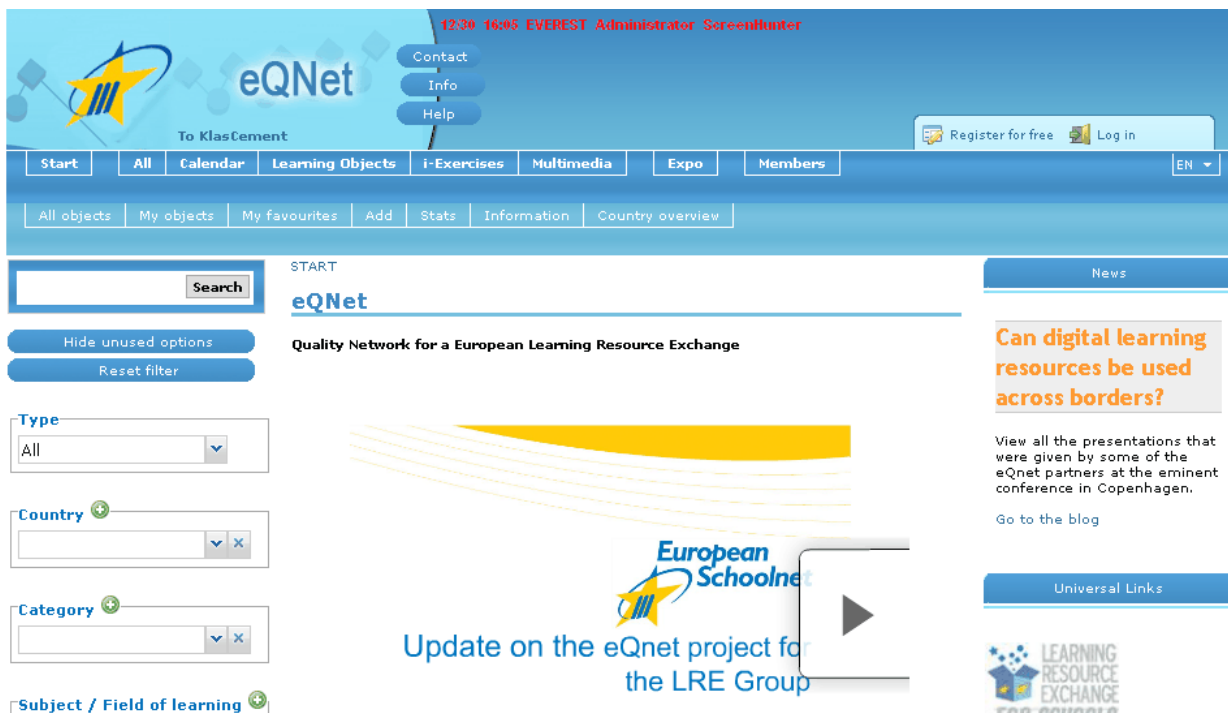 12:30 16:05 EVEREST Administrator ScreenHunter
eQNet
Contact
Info
Help
To KlasCement
Register for free Log in
Start All Calendar Learning Objects i-Exercises Multimedia Expo Members EN
All objects My objects My favourites Add Stats Information Country overview
Search
Hide unused options
Reset filter
Type
All
Country
Category
Subject / Field of learning
START
eQNet
Quality Network for a European Learning Resource Exchange
European
Schoolnet
Update on the eQnet project for
the LRE Group
News
Can digital learning
resources be used
across borders?
View all the presentations that
were given by some of the
eQnet partners at the eminent
conference in Copenhagen.
Go to the blog
Universal Links
LEARNING
RESOURCE
EXCHANGE
FOR SCHOOLS